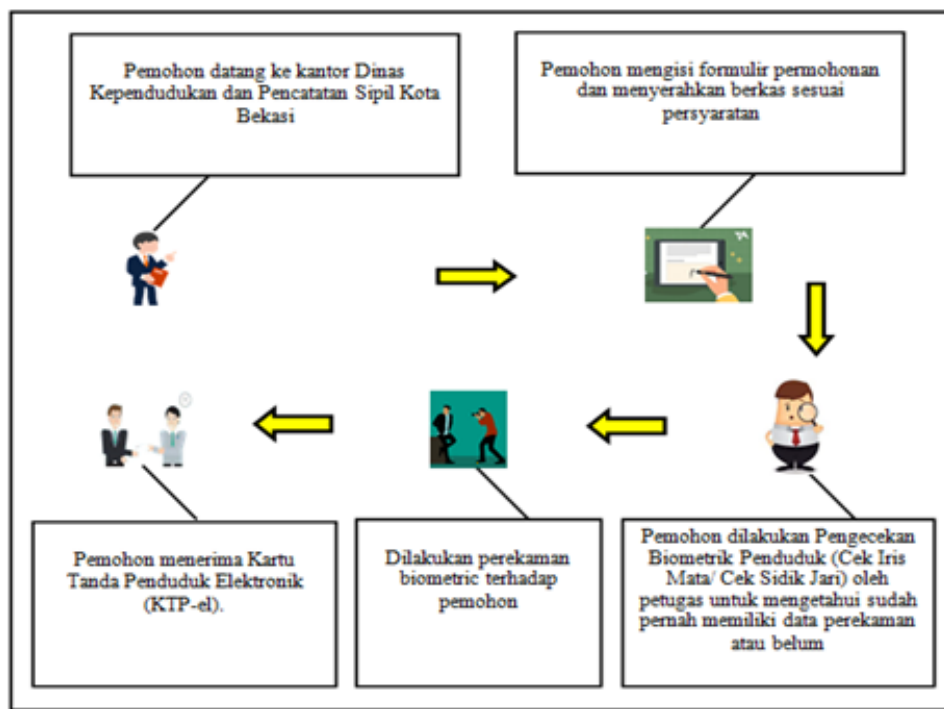 Pemohon datang ke kantor Dinas
Kependudukan dan Pencatatan Sipil Kota
Bekasi
Pemohon mengisi formulir permohonan
dan menyerahkan berkas sesuai
persyaratan
Pemohon dilakukan Pengecekan
Biometrik Penduduk (Cek Iris
Mata/ Cek Sidik Jari) oleh
petugas untuk mengetahui sudah
pernah memiliki data perekaman
atau belum
Dilakukan perekaman
biometric terhadap
pemohon
Pemohon menerima Kartu
Tanda Penduduk Elektronik
(KTP-el).